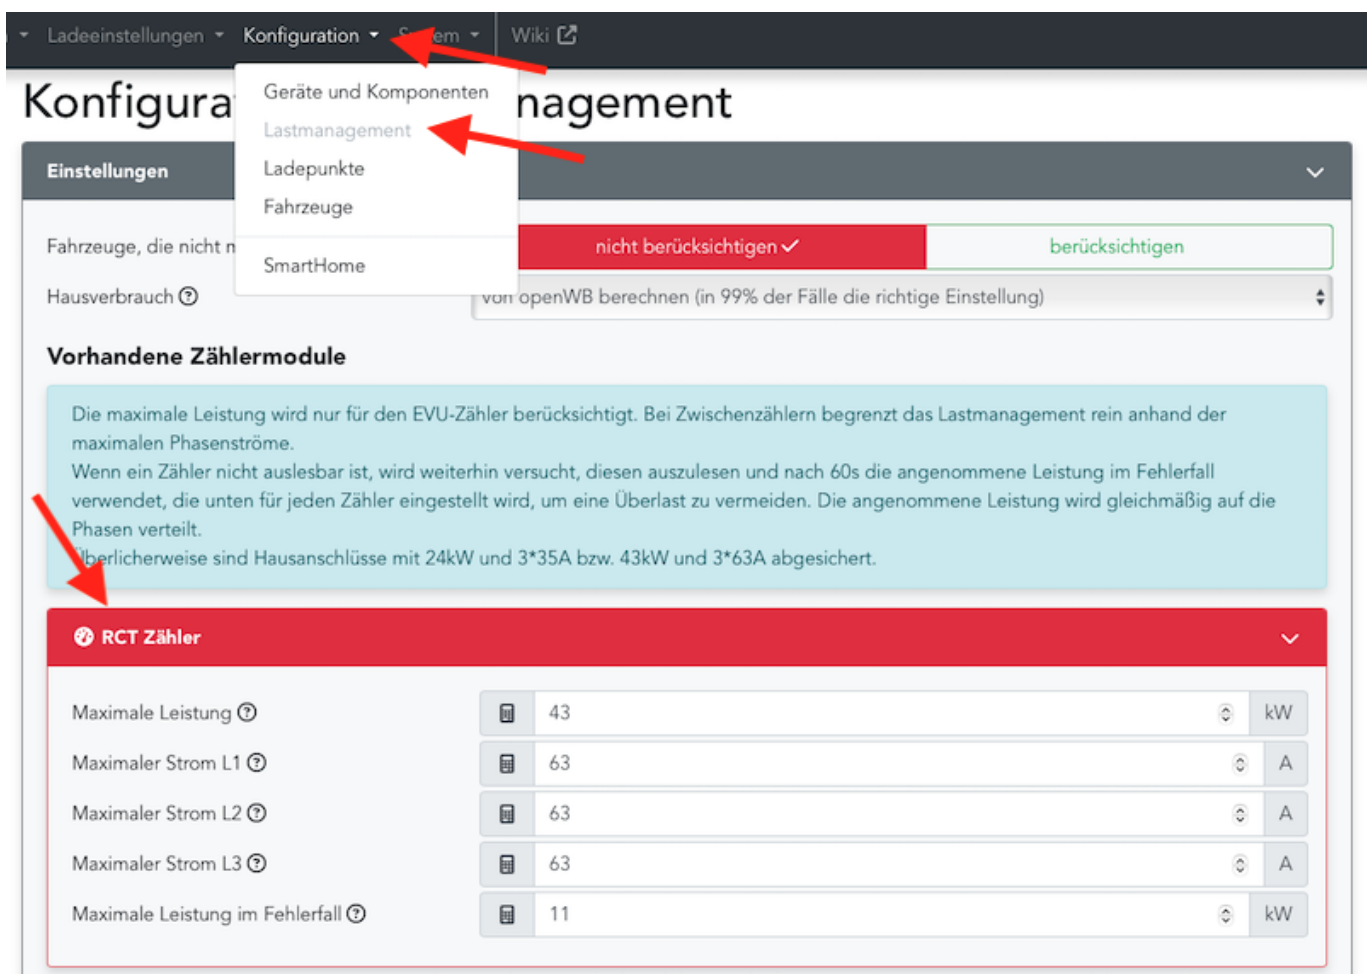 Ladeeinstellungen Konfiguration Wiki
Geräte und Komponenten
Lastmanagement
Ladepunkte
Fahrzeuge
SmartHome
Konfigura nagement
Einstellungen
Fahrzeuge, die nicht nicht berücksichtigen berücksichtigen
Hausverbrauch von openWB berechnen (in 99% der Fälle die richtige Einstellung)
Vorhandene Zählermodule
Die maximale Leistung wird nur für den EVU-Zähler berücksichtigt. Bei Zwischenzählern begrenzt das Lastmanagement rein anhand der
maximalen Phasenströme.
Wenn ein Zähler nicht auslesbar ist, wird weiterhin versucht, diesen auszulesen und nach 60s die angenommene Leistung im Fehlerfall
verwendet, die unten für jeden Zähler eingestellt wird, um eine Überlast zu vermeiden. Die angenommene Leistung wird gleichmäßig auf die
Phasen verteilt.
Überlicherweise sind Hausanschlüsse mit 24kW und 3*35A bzw. 43kW und 3*63A abgesichert.
RCT Zähler
Maximale Leistung 43 kW
Maximaler Strom L1 63 A
Maximaler Strom L2 63 A
Maximaler Strom L3 63 A
Maximale Leistung im Fehlerfall 11 kW